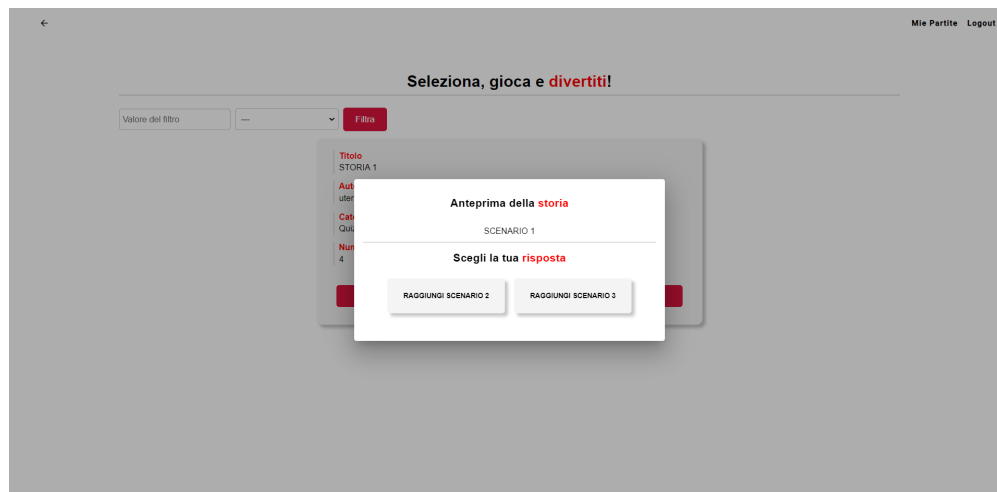 ←
Mie Partite Logout
Seleziona, gioca e divertiti!
Valore del filtro
---
Filtra
Titolo
STORIA 1
Anteprima della storia
SCENARIO 1
Scegli la tua risposta
4
RAGGIUNGI SCENARIO 2
RAGGIUNGI SCENARIO 3